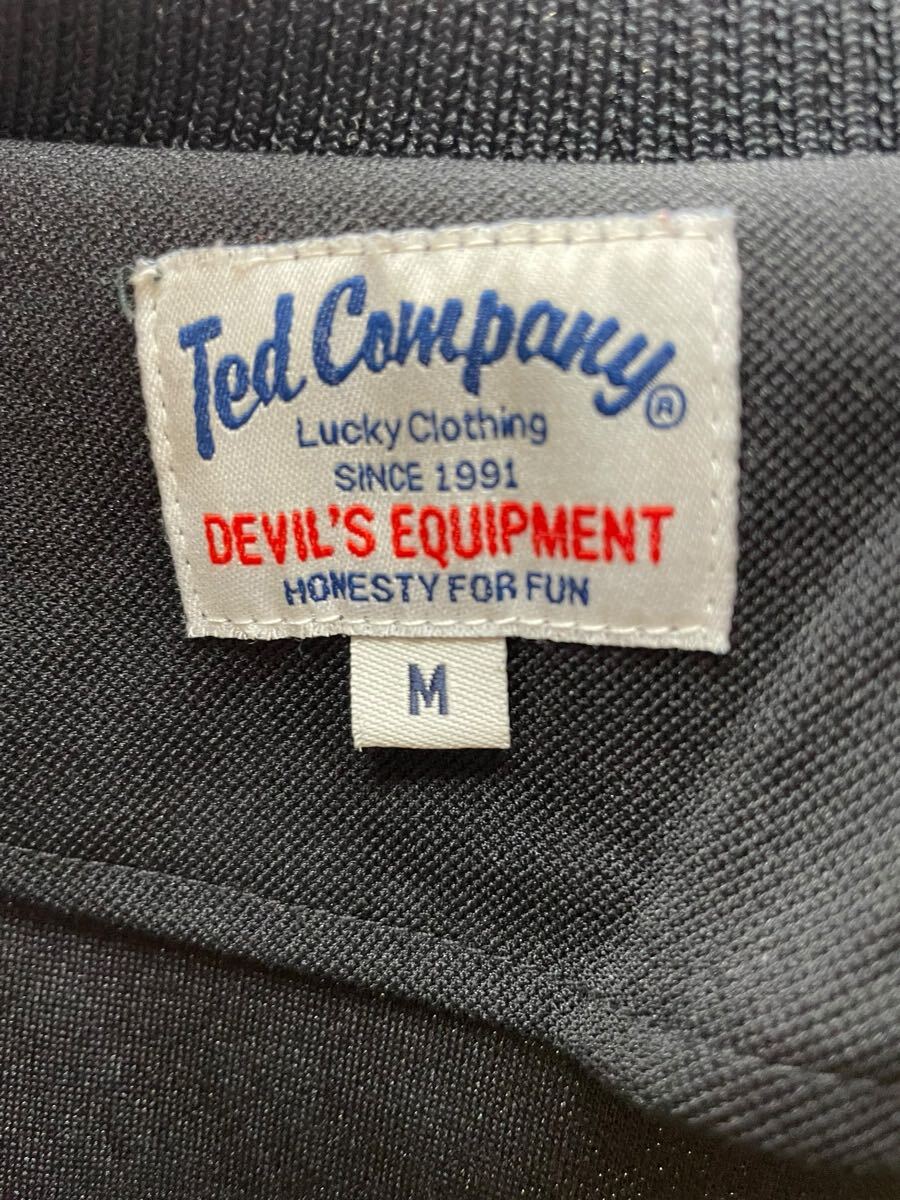 Ted Company®
Lucky Clothing
SINCE 1991
DEVIL'S EQUIPMENT
HONESTY FOR FUN
M